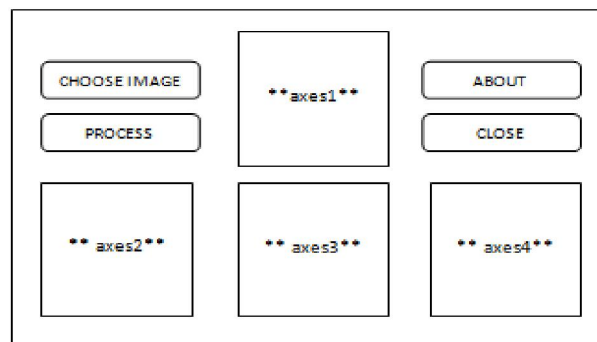 CHOOSE IMAGE
**axes1**
ABOUT
PROCESS
CLOSE
** axes2**
** axes3**
** axes4**